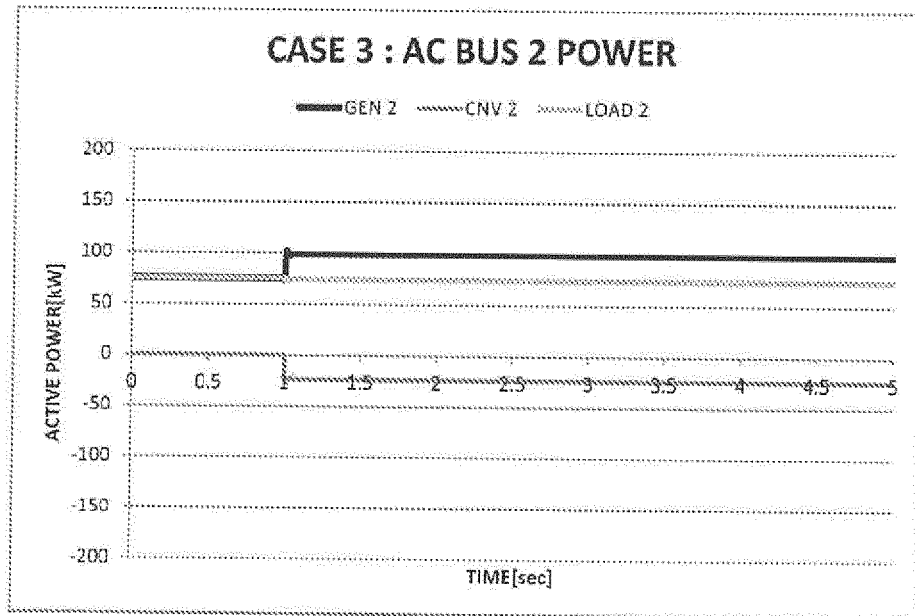 CASE 3 : AC BUS 2 POWER
GEN 2 CNV 2 LOAD 2
200
150
100
50
0
-50
-100
-150
-200
ACTIVE POWER[kW]
0 0.5 1 1.5 2 2.5 3 3.5 4 4.5 5
TIME[sec]